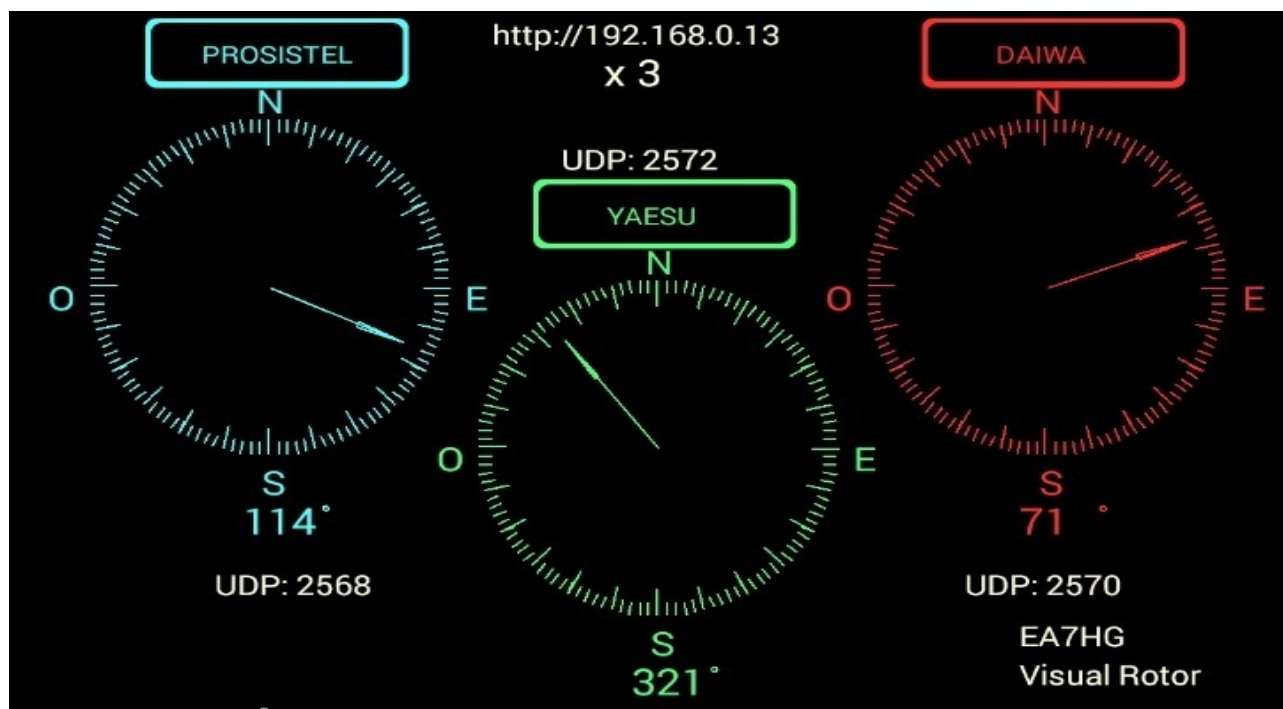 PROSISTEL
http://192.168.0.13
x 3
DAIWA
N
N
UDP: 2572
YAESU
N
O
E
O
E
O
E
S
114°
S
71 °
UDP: 2568
UDP: 2570
S
321°
EA7HG
Visual Rotor